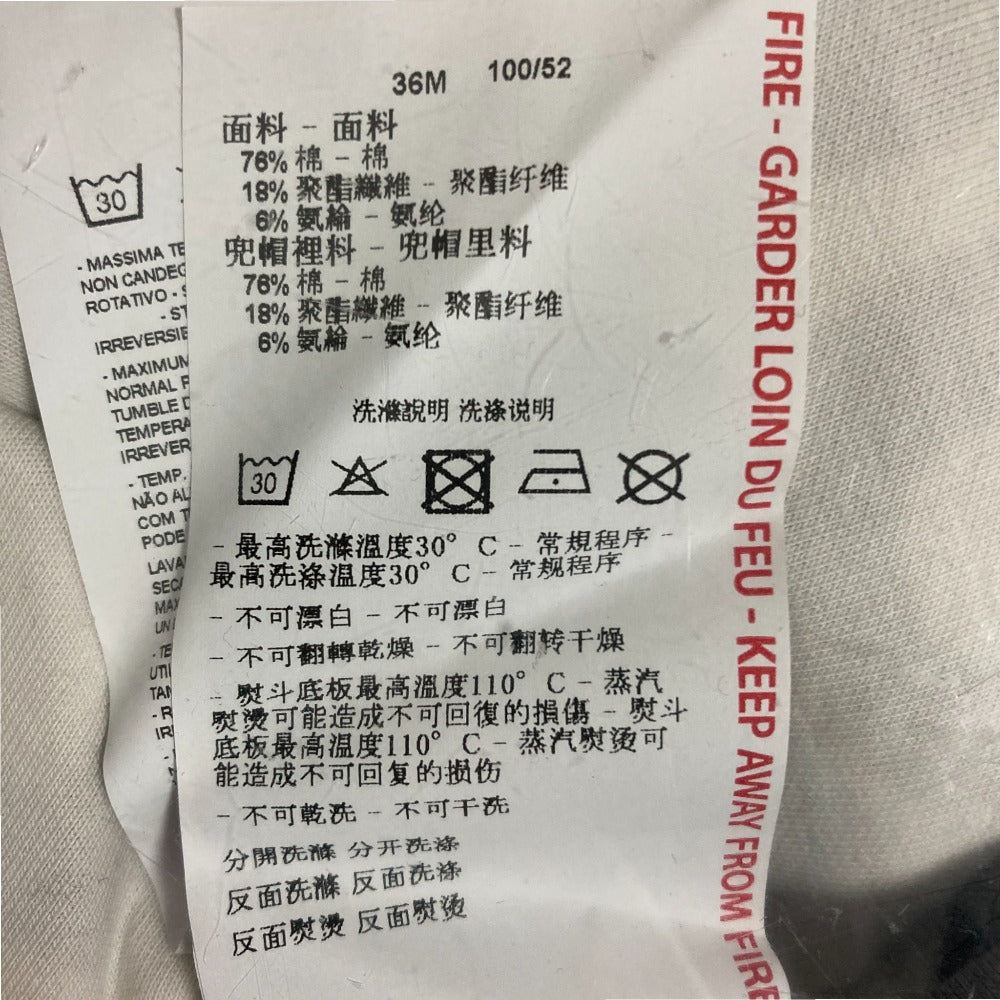 36M 100/52
面料 - 面料
76% 棉 - 棉
18% 聚酯纖維 - 聚酯纤维
6% 氨綸 - 氨纶
兜帽裡料 - 兜帽里料
76% 棉 - 棉
18% 聚酯纖維 - 聚酯纤维
6% 氨綸 - 氨纶
洗滌說明 洗涤说明
30
- 最高洗滌溫度30° C - 常規程序 -
最高洗涤温度30° C - 常规程序
- 不可漂白 - 不可漂白
- 不可翻轉乾燥 - 不可翻转干燥
- 熨斗底板最高溫度110° C - 蒸汽
熨燙可能造成不可回復的損傷 - 熨斗
底板最高温度110° C - 蒸汽熨烫可
能造成不可回复的损伤
- 不可乾洗 - 不可干洗
分開洗滌 分开洗涤
反面洗滌 反面洗涤
反面熨燙 反面熨烫
FIRE - GARDER LOIN DU FEU - KEEP AWAY FROM FIRE
30
- MASSIMA
NON
ROTATIVO -
- MAXIMUM
NORMAL
TUMBLE
- TEMP.
NÃO
COM
PODE